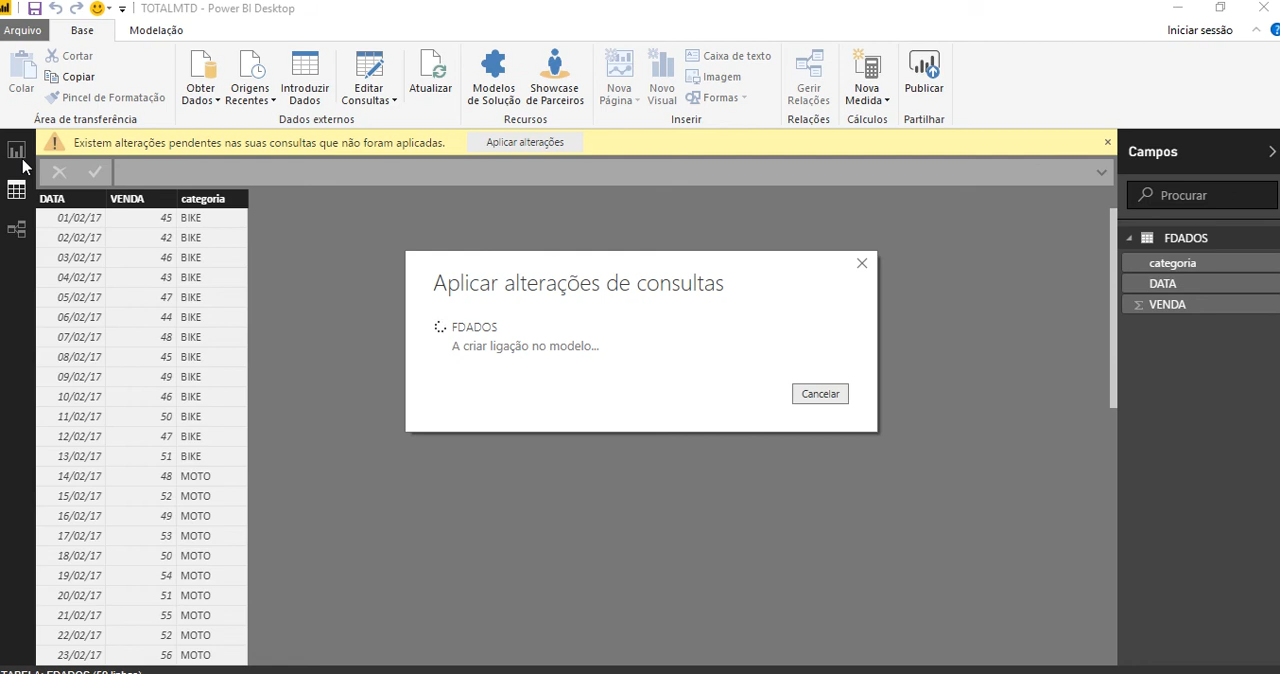 TOTALMTD - Power BI Desktop
Arquivo Base Modelação Iniciar sessão
Colar
Cortar
Copiar
Pincel de Formatação
Área de transferência
Obter Dados
Origens Recentes
Introduzir Dados
Editar Consultas
Atualizar
Dados externos
Modelos de Solução
Showcase de Parceiros
Recursos
Nova Página
Novo Visual
Caixa de texto
Imagem
Formas
Inserir
Gerir Relações
Relações
Nova Medida
Cálculos
Publicar
Partilhar
Existem alterações pendentes nas suas consultas que não foram aplicadas. Aplicar alterações
DATA VENDA categoria
01/02/17 45 BIKE
02/02/17 42 BIKE
03/02/17 46 BIKE
04/02/17 43 BIKE
05/02/17 47 BIKE
06/02/17 44 BIKE
07/02/17 48 BIKE
08/02/17 45 BIKE
09/02/17 49 BIKE
10/02/17 46 BIKE
11/02/17 50 BIKE
12/02/17 47 BIKE
13/02/17 51 BIKE
14/02/17 48 MOTO
15/02/17 52 MOTO
16/02/17 49 MOTO
17/02/17 53 MOTO
18/02/17 50 MOTO
19/02/17 54 MOTO
20/02/17 51 MOTO
21/02/17 55 MOTO
22/02/17 52 MOTO
23/02/17 56 MOTO
Aplicar alterações de consultas
FDADOS
A criar ligação no modelo...
Cancelar
Campos
Procurar
FDADOS
categoria
DATA
Σ VENDA